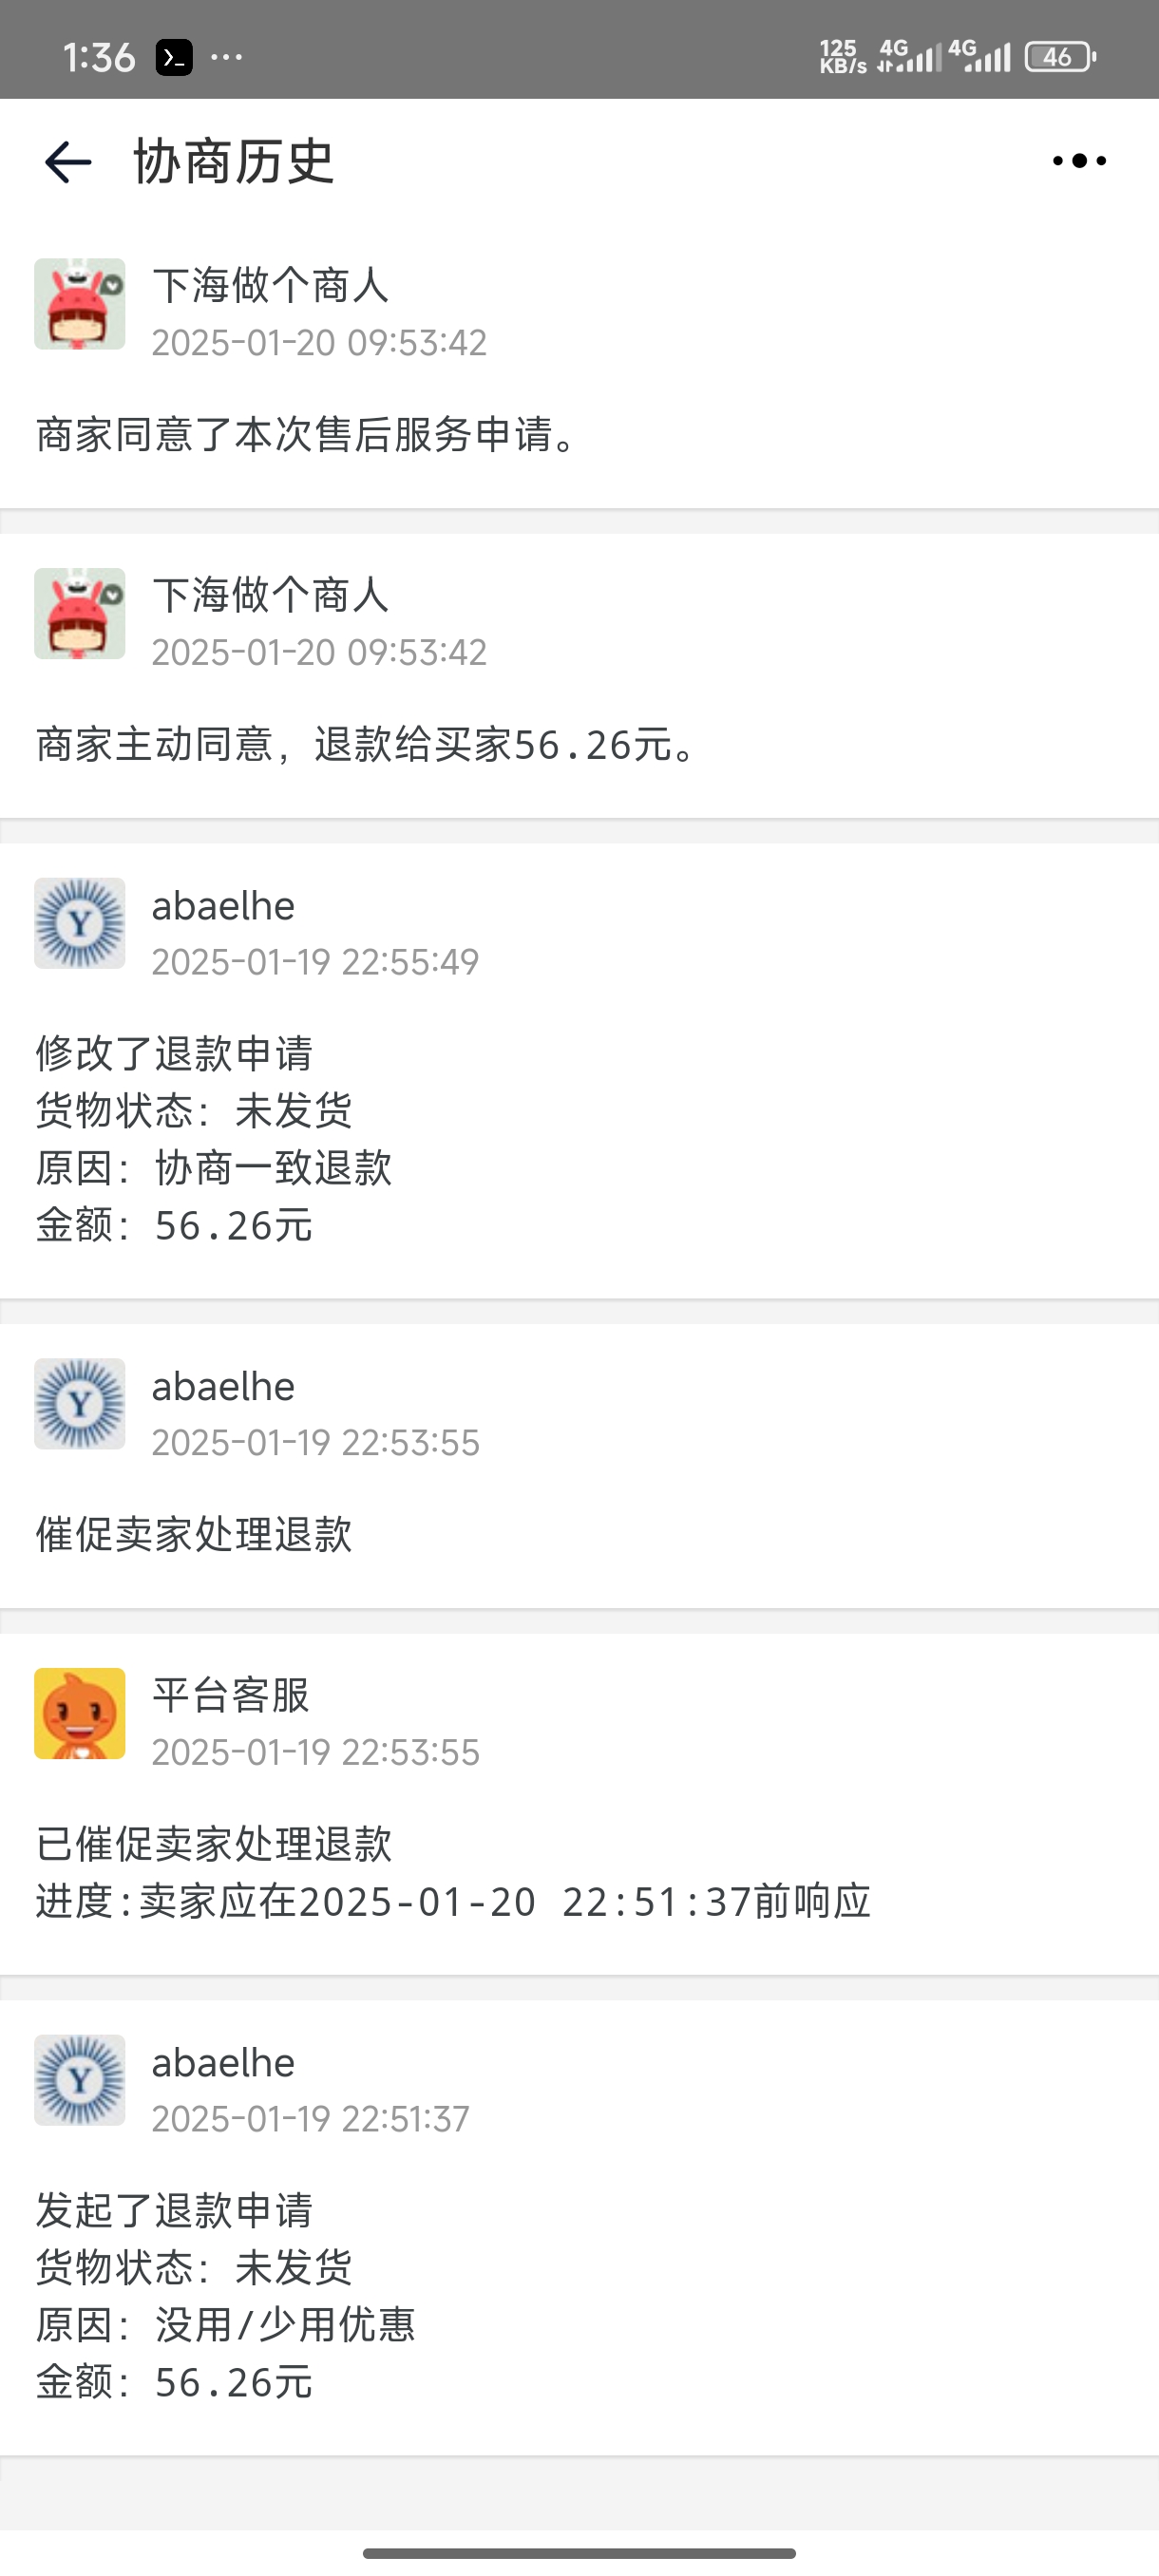 1:36
125
KB/s
4G
4G
46
协商历史
下海做个商人
2025-01-20 09:53:42
商家同意了本次售后服务申请。
下海做个商人
2025-01-20 09:53:42
商家主动同意，退款给买家56.26元。
Y
abaelhe
2025-01-19 22:55:49
修改了退款申请
货物状态：未发货
原因：协商一致退款
金额：56.26元
Y
abaelhe
2025-01-19 22:53:55
催促卖家处理退款
平台客服
2025-01-19 22:53:55
已催促卖家处理退款
进度:卖家应在2025-01-20 22:51:37前响应
Y
abaelhe
2025-01-19 22:51:37
发起了退款申请
货物状态：未发货
原因：没用/少用优惠
金额：56.26元